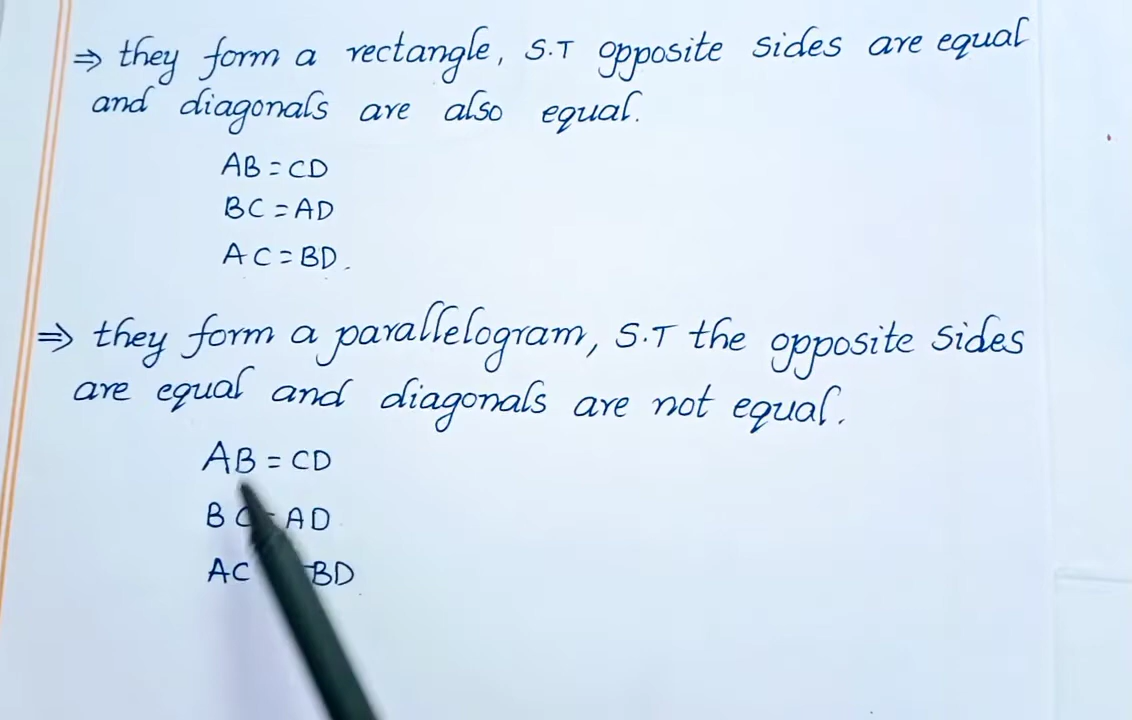 ⇒ they form a rectangle, S.T opposite sides are equal
and diagonals are also equal.
AB = CD
BC = AD
AC = BD.
⇒ they form a parallelogram, S.T the opposite sides
are equal and diagonals are not equal.
AB = CD
BC = AD
AC BD